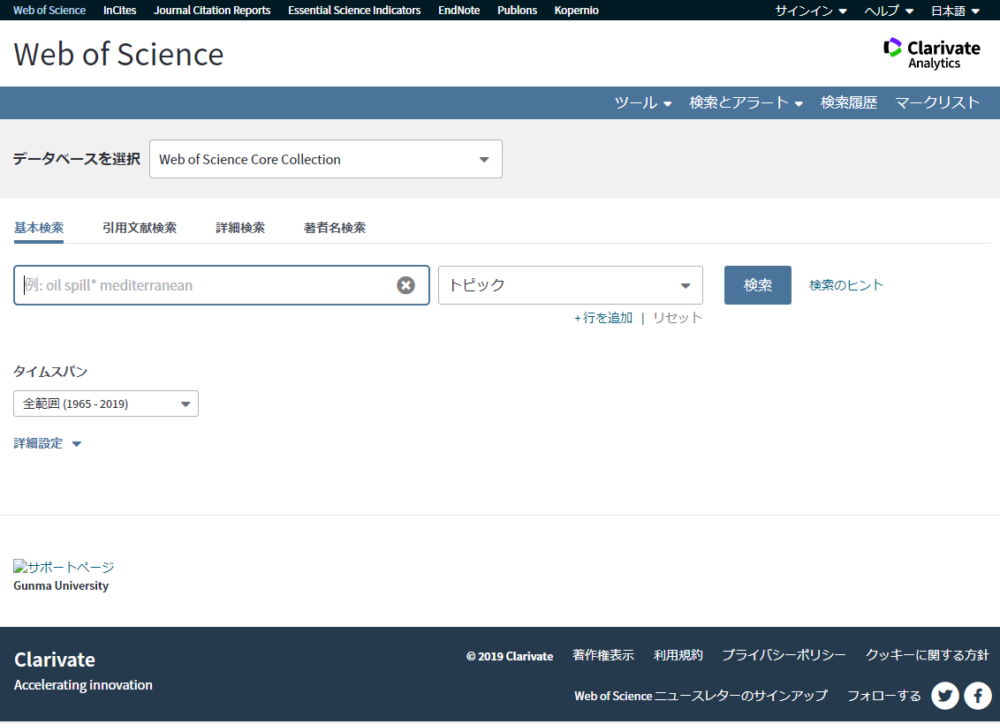 Web of Science InCites Journal Citation Reports Essential Science Indicators EndNote Publons Kopernio サインイン ヘルプ 日本語
Web of Science
Clarivate
Analytics
ツール 検索とアラート 検索履歴 マークリスト
データベースを選択 Web of Science Core Collection
基本検索 引用文献検索 詳細検索 著者名検索
例: oil spill* mediterranean トピック 検索 検索のヒント
+行を追加 | リセット
タイムスパン
全範囲 (1965 - 2019)
詳細設定
サポートページ
Gunma University
Clarivate
Accelerating innovation
© 2019 Clarivate 著作権表示 利用規約 プライバシーポリシー クッキーに関する方針
Web of Science ニュースレターのサインアップ フォローする